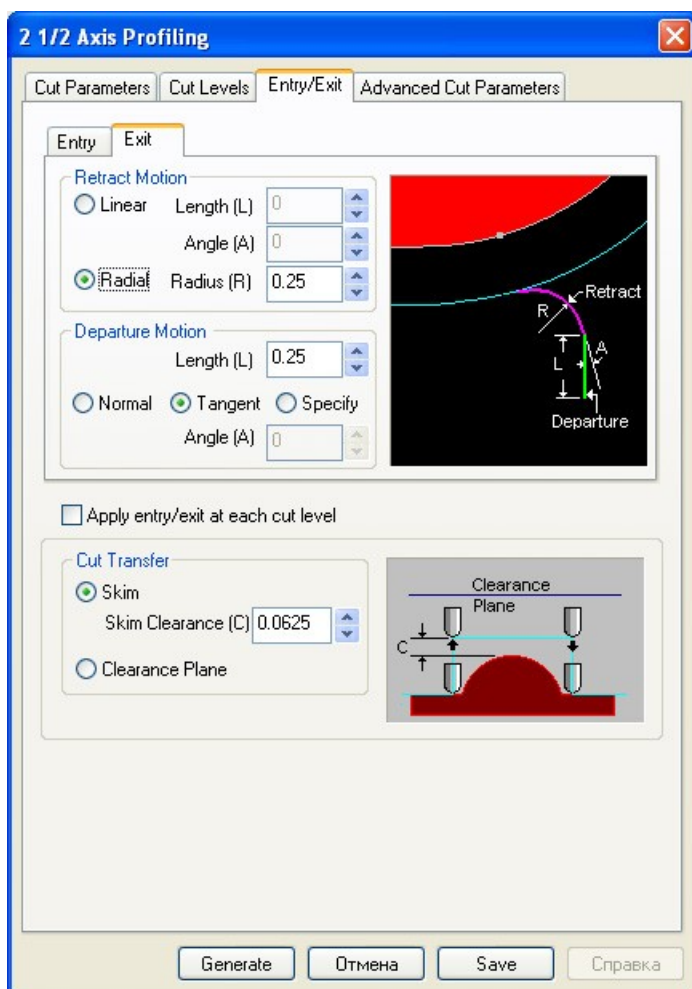 2 1/2 Axis Profiling
Cut Parameters
Cut Levels
Entry/Exit
Advanced Cut Parameters
Entry
Exit
Retract Motion
Linear
Length (L)
0
Angle (A)
0
Radial
Radius (R)
0.25
Retract
R
A
L
Departure
Departure Motion
Length (L)
0.25
Normal
Tangent
Specify
Angle (A)
0
Apply entry/exit at each cut level
Cut Transfer
Skim
Skim Clearance (C)
0.0625
Clearance Plane
Clearance
Plane
C
Generate
Отмена
Save
Справка